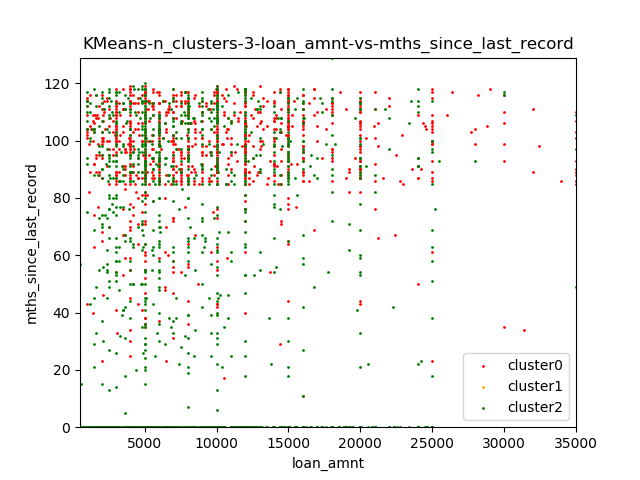 KMeans-n_clusters-3-loan_amnt-vs-mths_since_last_record
mths_since_last_record
120
100
80
60
40
20
0
cluster0
cluster1
cluster2
5000 10000 15000 20000 25000 30000 35000
loan_amnt